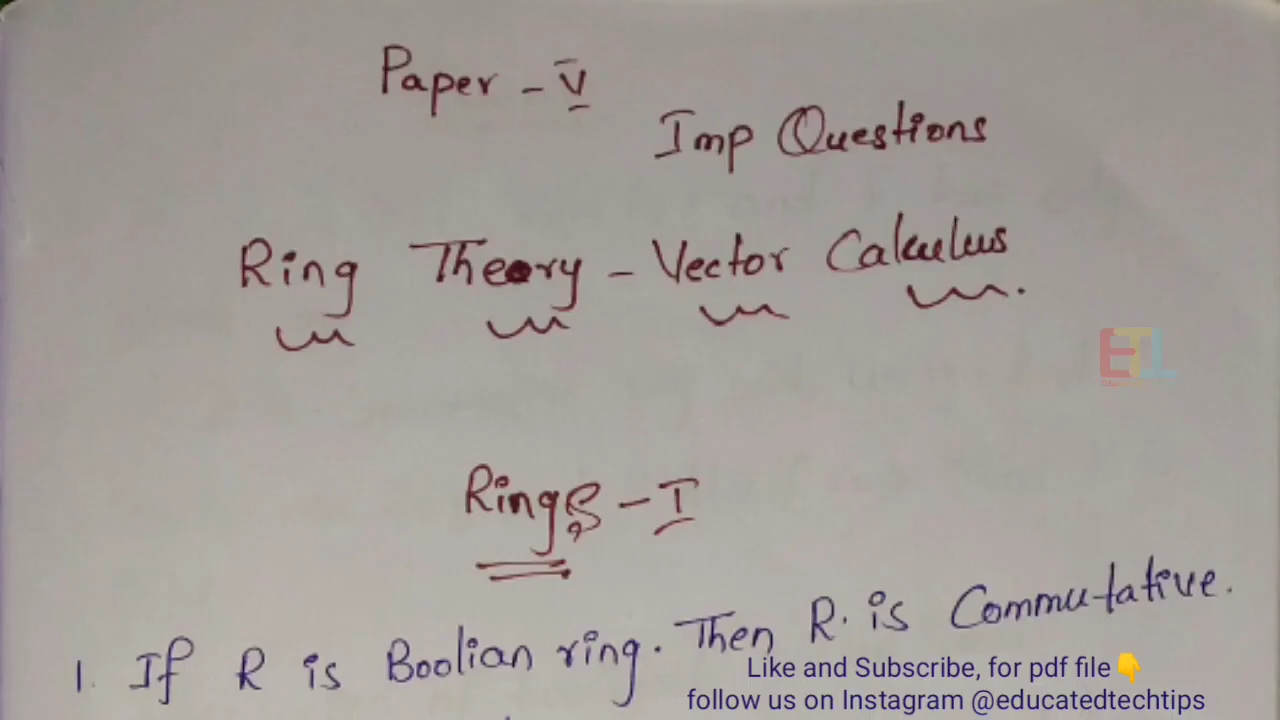 Paper - V
Imp Questions
Ring Theory - Vector Calculus
ETT
Rings - I
1. If R is Boolian ring. Then R. is Commutative.
Like and Subscribe, for pdf file👇
follow us on Instagram @educatedtechtips